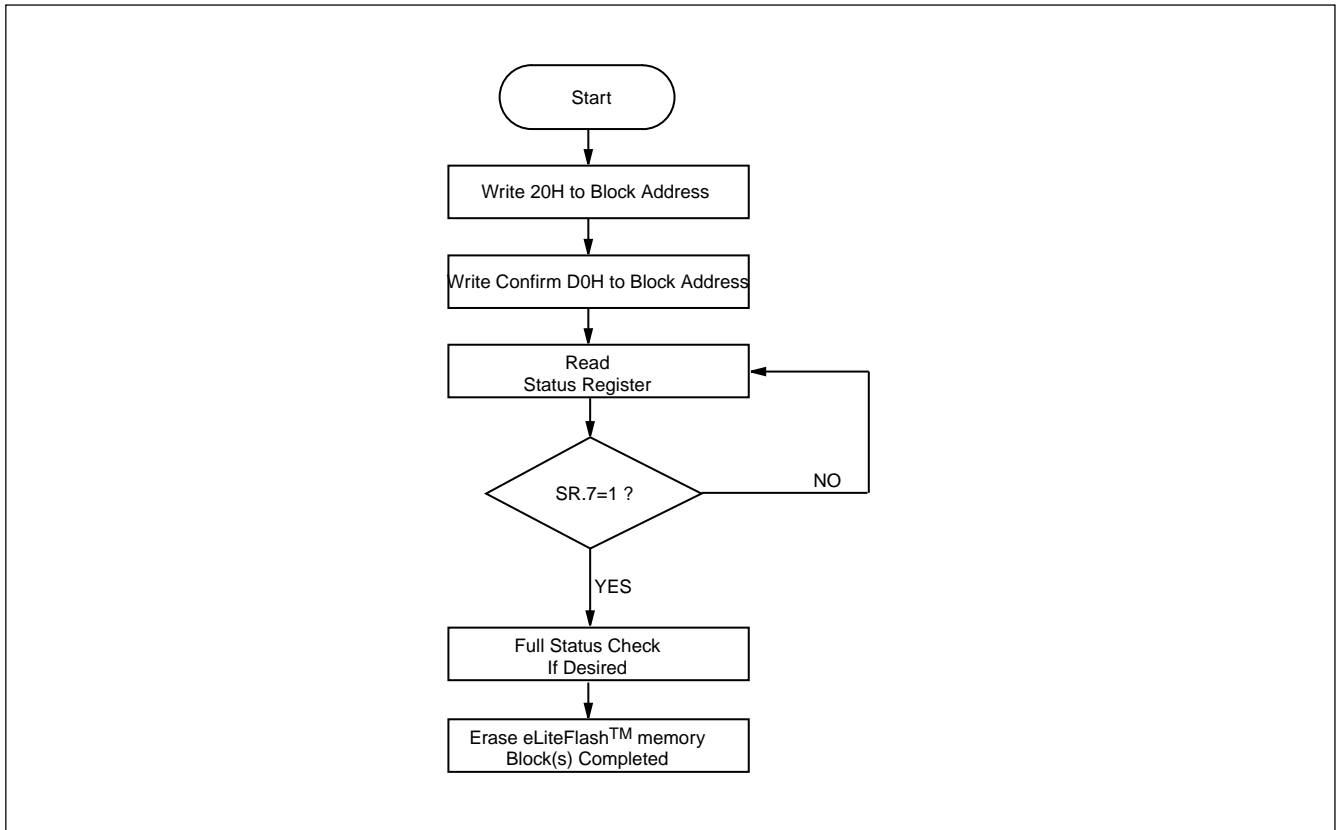 Start
Write 20H to Block Address
Write Confirm D0H to Block Address
Read
Status Register
SR.7=1 ?
NO
YES
Full Status Check
If Desired
Erase eLiteFlash™ memory
Block(s) Completed